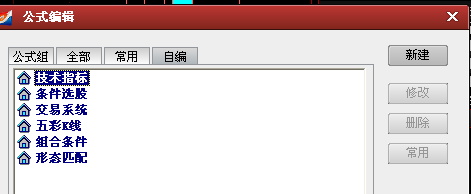 公式编辑
公式组 全部 常用 自编
新建
技术指标
条件选股
修改
交易系统
五彩K线
删除
组合条件
常用
形态匹配